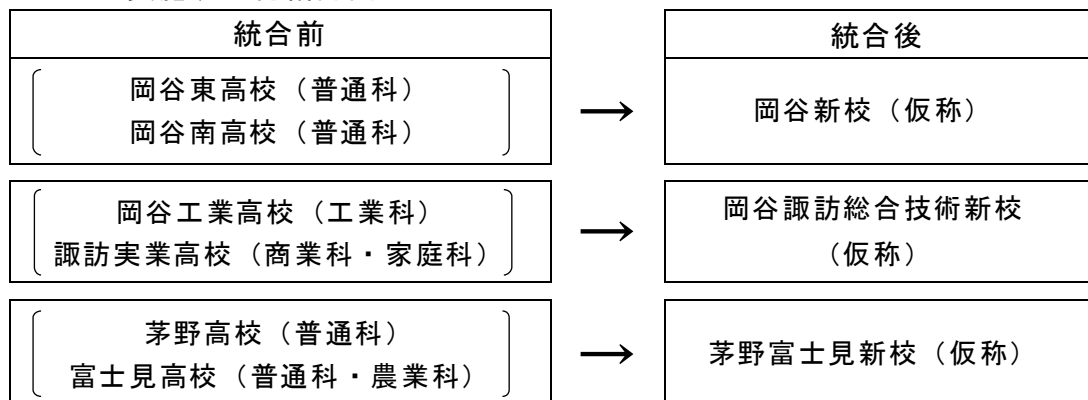 統合前
統合後
岡谷東高校（普通科）
岡谷南高校（普通科）
→
岡谷新校（仮称）
岡谷工業高校（工業科）
諏訪実業高校（商業科・家庭科）
→
岡谷諏訪総合技術新校
（仮称）
茅野高校（普通科）
富士見高校（普通科・農業科）
→
茅野富士見新校（仮称）